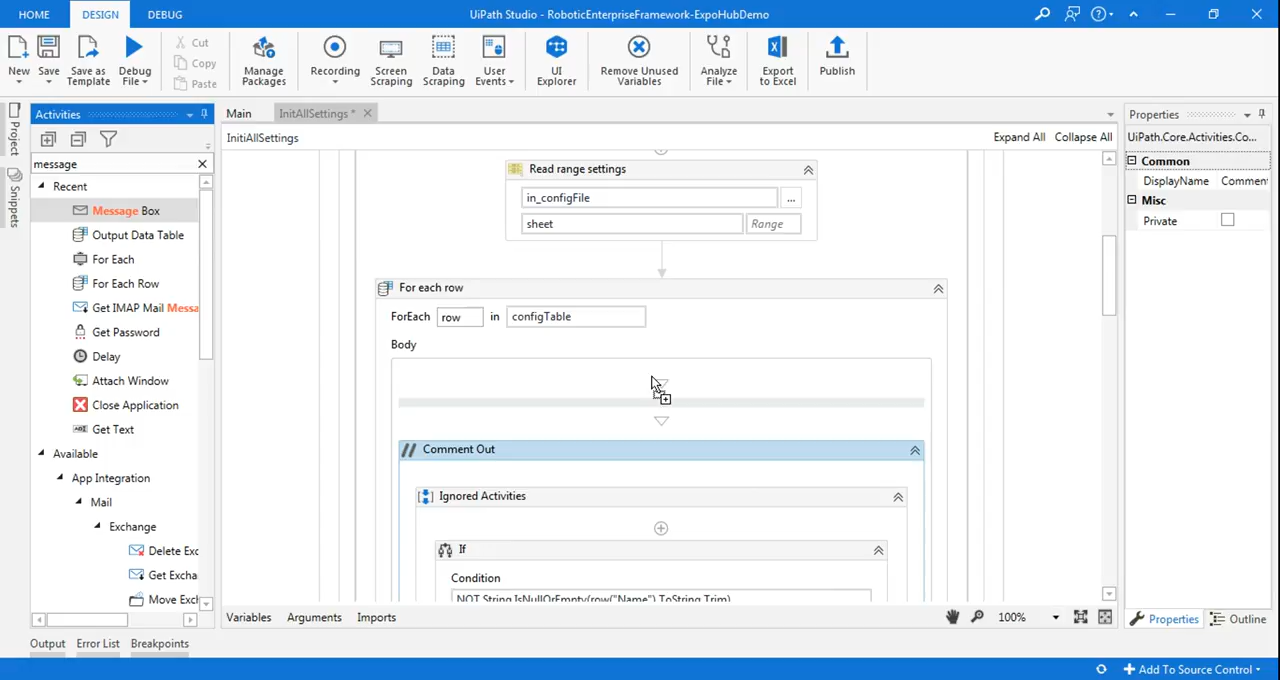 HOME DESIGN DEBUG UiPath Studio - RoboticEnterpriseFramework-ExpoHubDemo
Cut
Copy
Paste
New Save Save as Template Debug File Manage Packages Recording Screen Scraping Data Scraping User Events UI Explorer Remove Unused Variables Analyze File Export to Excel Publish
Activities
Main InitAllSettings *
Properties
Project
Snippets
InitiAllSettings Expand All Collapse All
UiPath.Core.Activities.Co...
message
Recent
Message Box
Output Data Table
For Each
For Each Row
Get IMAP Mail Messa
Get Password
Delay
Attach Window
Close Application
Get Text
Available
App Integration
Mail
Exchange
Delete Exc
Get Excha
Move Exch
Read range settings
in_configFile ...
sheet Range
For each row
ForEach row in configTable
Body
// Comment Out
Ignored Activities
If
Condition
NOT String.IsNullOrEmpty(row("Name").ToString.Trim)
Common
DisplayName Comment
Misc
Private
Variables Arguments Imports 100%
Properties Outline
Output Error List Breakpoints
Add To Source Control